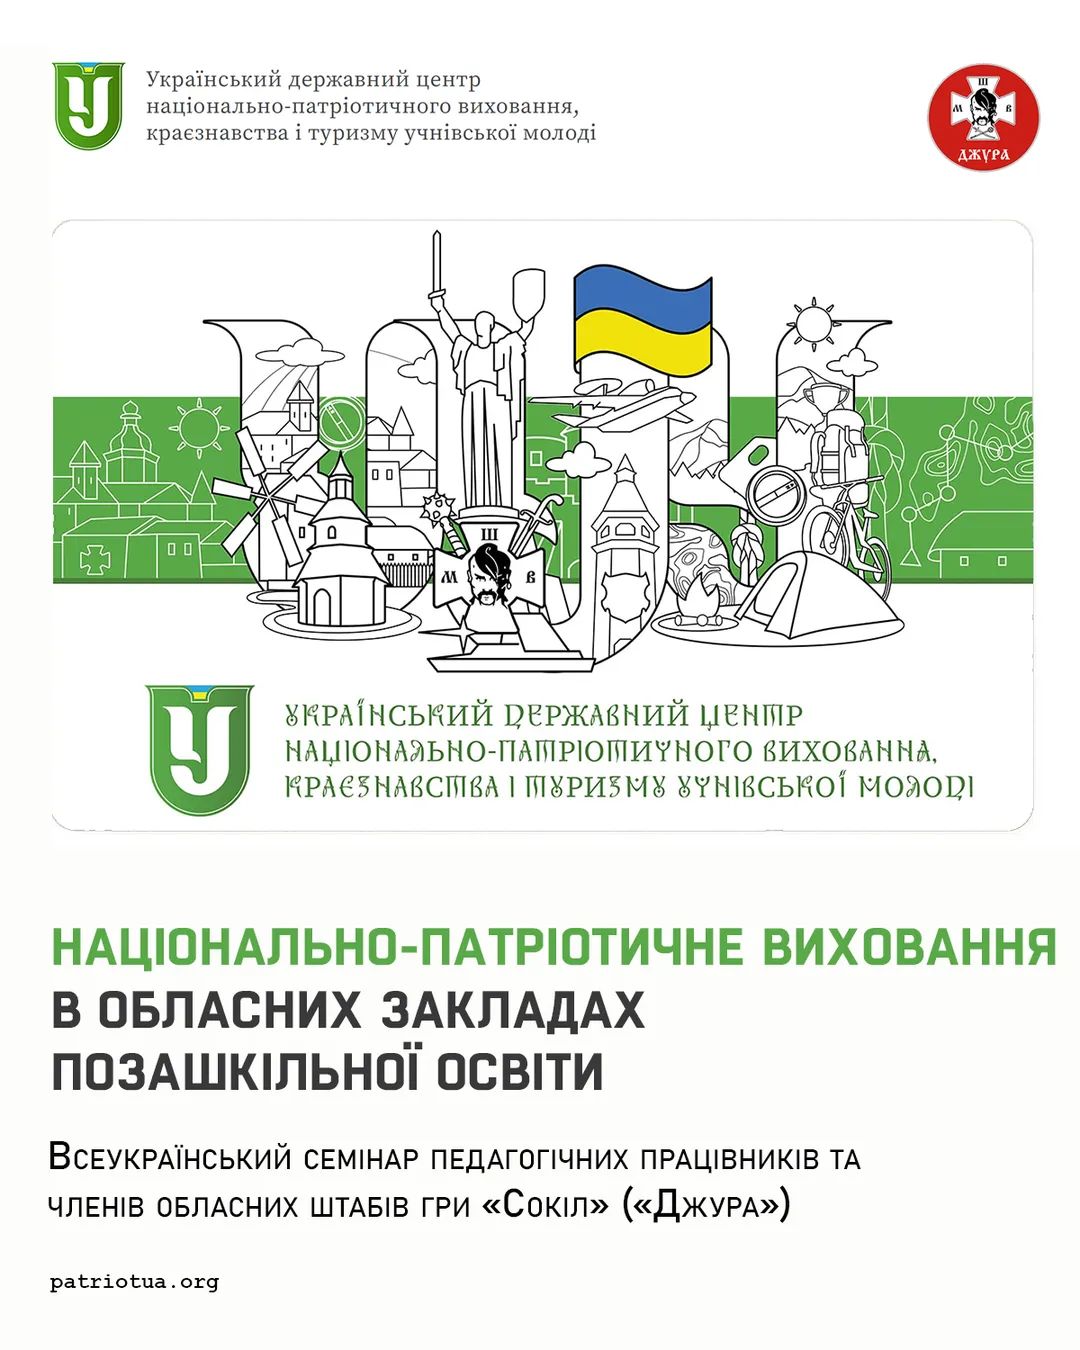 Український державний центр
національно-патріотичного виховання,
краєзнавства і туризму учнівської молоді
У
Ш
М В
ДЖУРА
Ш
М В
У
УКРАЇНСЬКИЙ ДЕРЖАВНИЙ ЦЕНТР
НАЦІОНАЛЬНО-ПАТРІОТИЧНОГО ВИХОВАННЯ,
КРАЄЗНАВСТВА І ТУРИЗМУ УЧНІВСЬКОЇ МОЛОДІ
НАЦІОНАЛЬНО-ПАТРІОТИЧНЕ ВИХОВАННЯ
В ОБЛАСНИХ ЗАКЛАДАХ
ПОЗАШКІЛЬНОЇ ОСВІТИ
Всеукраїнський семінар педагогічних працівників та
членів обласних штабів гри «Сокіл» («Джура»)
patriotua.org